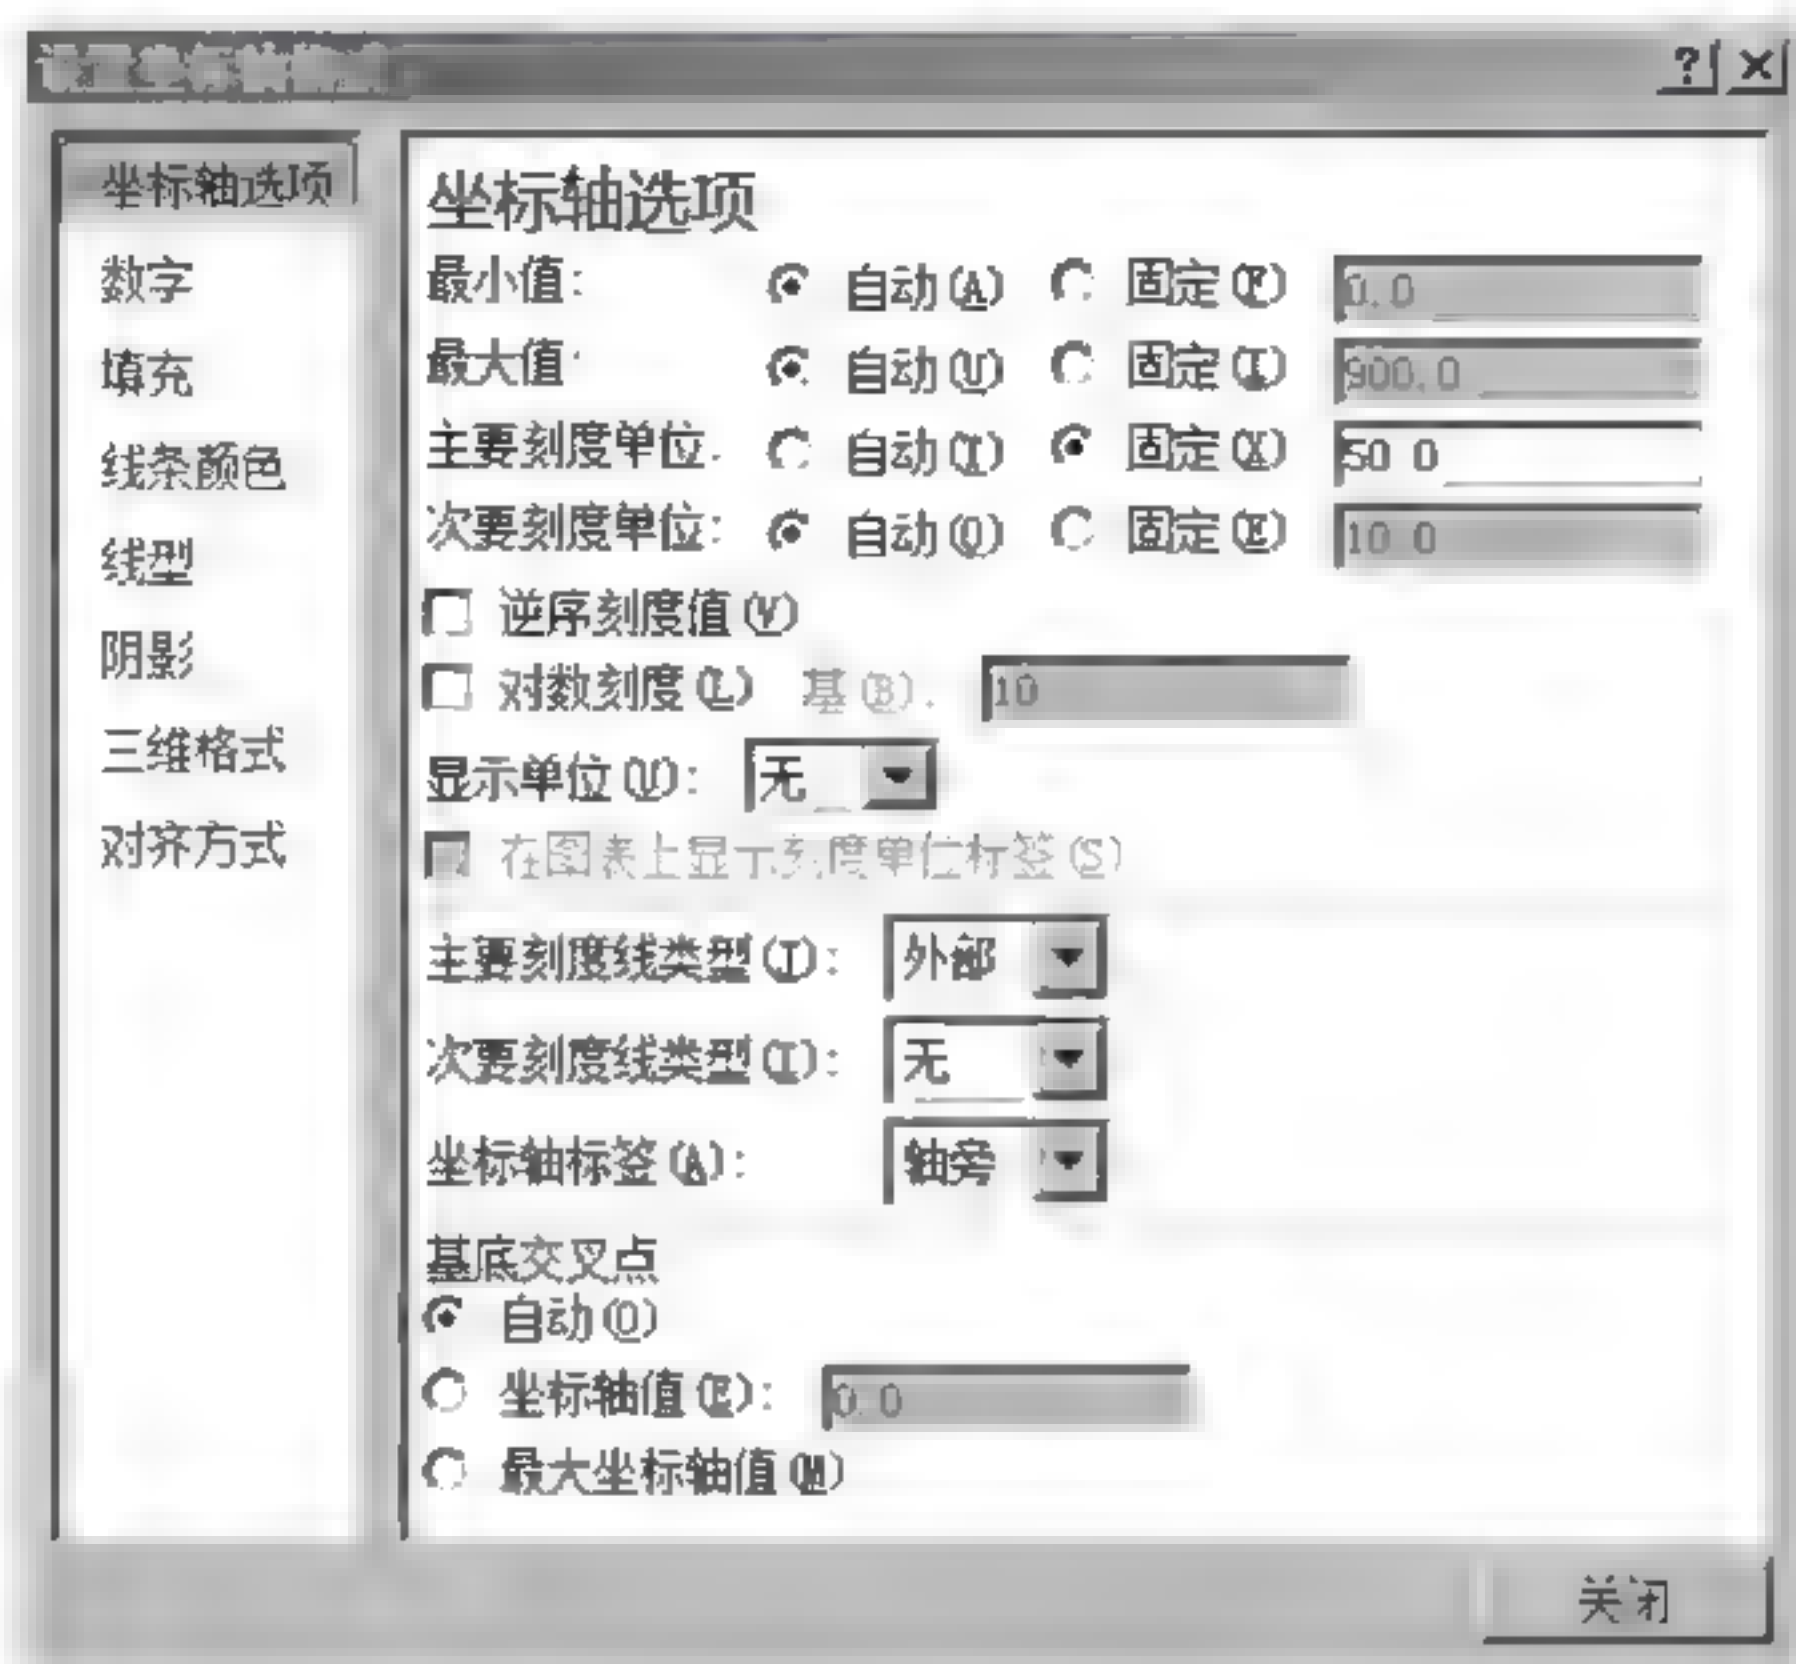 坐标轴选项
数字
填充
线条颜色
线型
阴影
三维格式
对齐方式
坐标轴选项
最小值: 自动(A) 固定(F) 0.0
最大值: 自动(U) 固定(I) 900.0
主要刻度单位: 自动(T) 固定(X) 50.0
次要刻度单位: 自动(O) 固定(E) 10.0
逆序刻度值(V)
对数刻度(L) 基(B): 10
显示单位(U): 无
在图表上显示刻度单位标签(S)
主要刻度线类型(J): 外部
次要刻度线类型(I): 无
坐标轴标签(A): 轴旁
基底交叉点
自动(O)
坐标轴值(E): 0.0
最大坐标轴值(M)
关闭